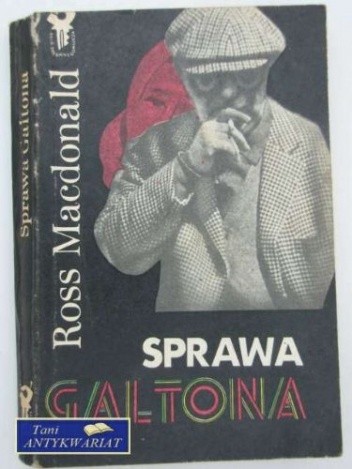 Sprawa Galtona
Ross Macdonald
SPRAWA
GALTONA
Tani
ANTYKWARIAT